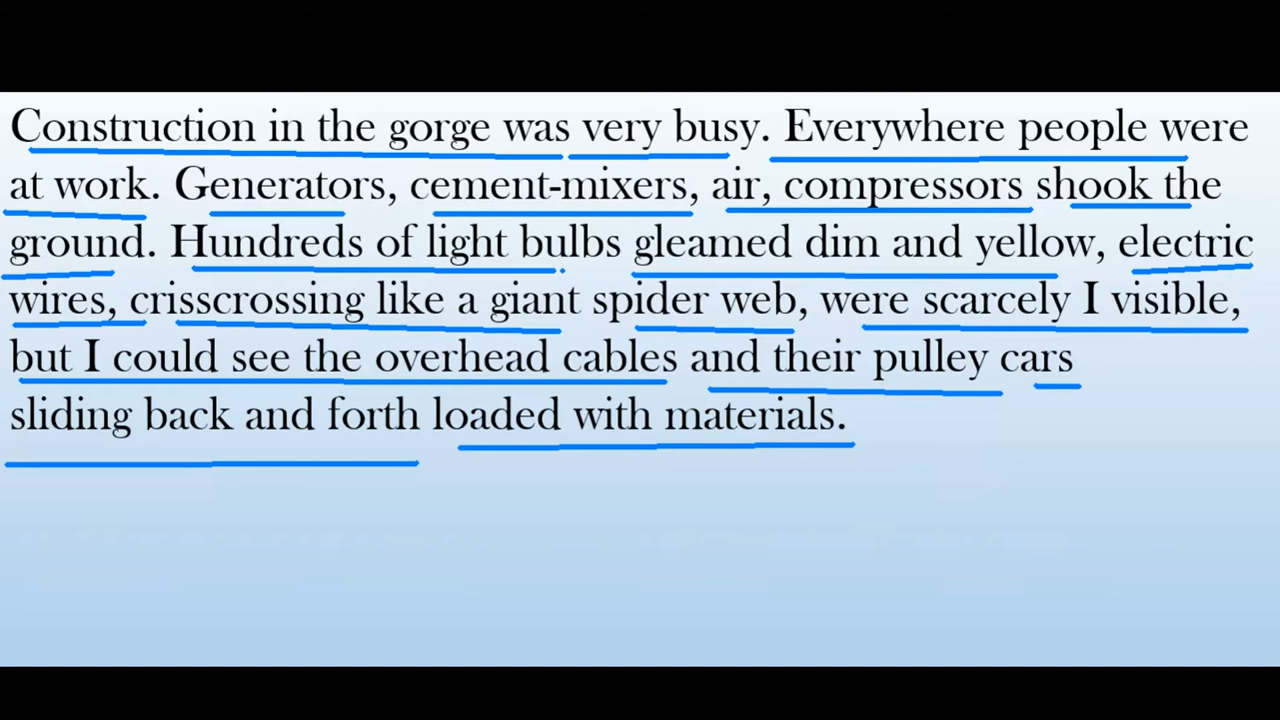 Construction in the gorge was very busy. Everywhere people were
at work. Generators, cement-mixers, air, compressors shook the
ground. Hundreds of light bulbs gleamed dim and yellow, electric
wires, crisscrossing like a giant spider web, were scarcely I visible,
but I could see the overhead cables and their pulley cars
sliding back and forth loaded with materials.